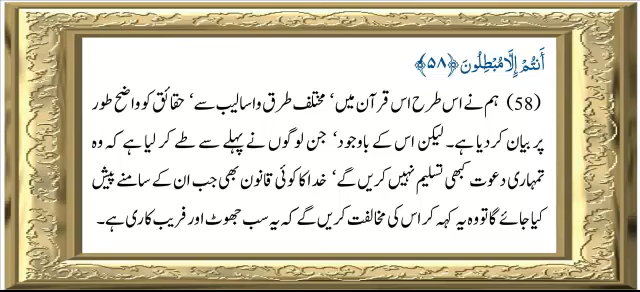 أَنتُمْ إِلَّا مُبْطِلُونَ ﴿۵۸﴾
(58) ہم نے اس طرح اس قرآن میں‘ مختلف طرق و اسالیب سے‘ حقائق کو واضح طور
پر بیان کر دیا ہے۔ لیکن اس کے باوجود‘ جن لوگوں نے پہلے سے طے کر لیا ہے کہ وہ
تمہاری دعوت کبھی تسلیم نہیں کریں گے‘ خدا کا کوئی قانون بھی جب ان کے سامنے پیش
کیا جائے گا تو وہ یہ کہہ کر اس کی مخالفت کریں گے کہ یہ سب جھوٹ اور فریب کاری ہے۔